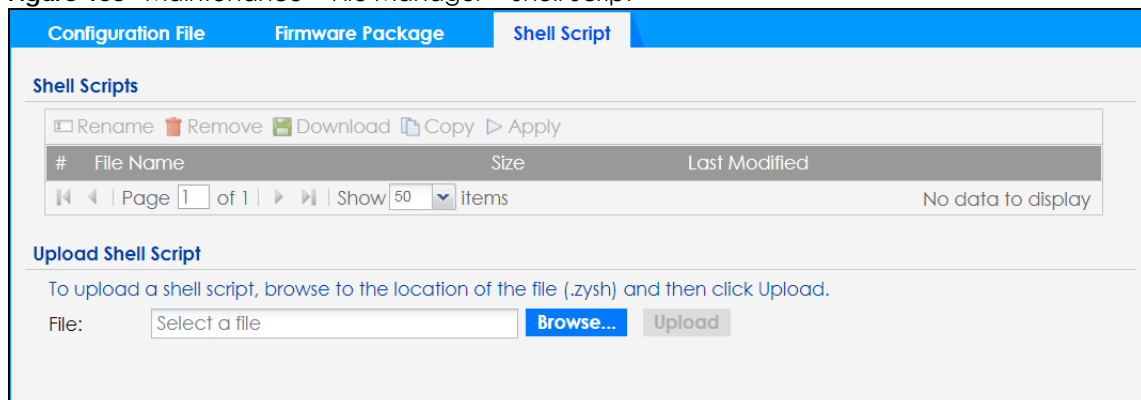 Configuration File Firmware Package Shell Script
Shell Scripts
Rename Remove Download Copy Apply
# File Name Size Last Modified
Page 1 of 1 Show 50 items No data to display
Upload Shell Script
To upload a shell script, browse to the location of the file (.zysh) and then click Upload.
File: Select a file Browse... Upload